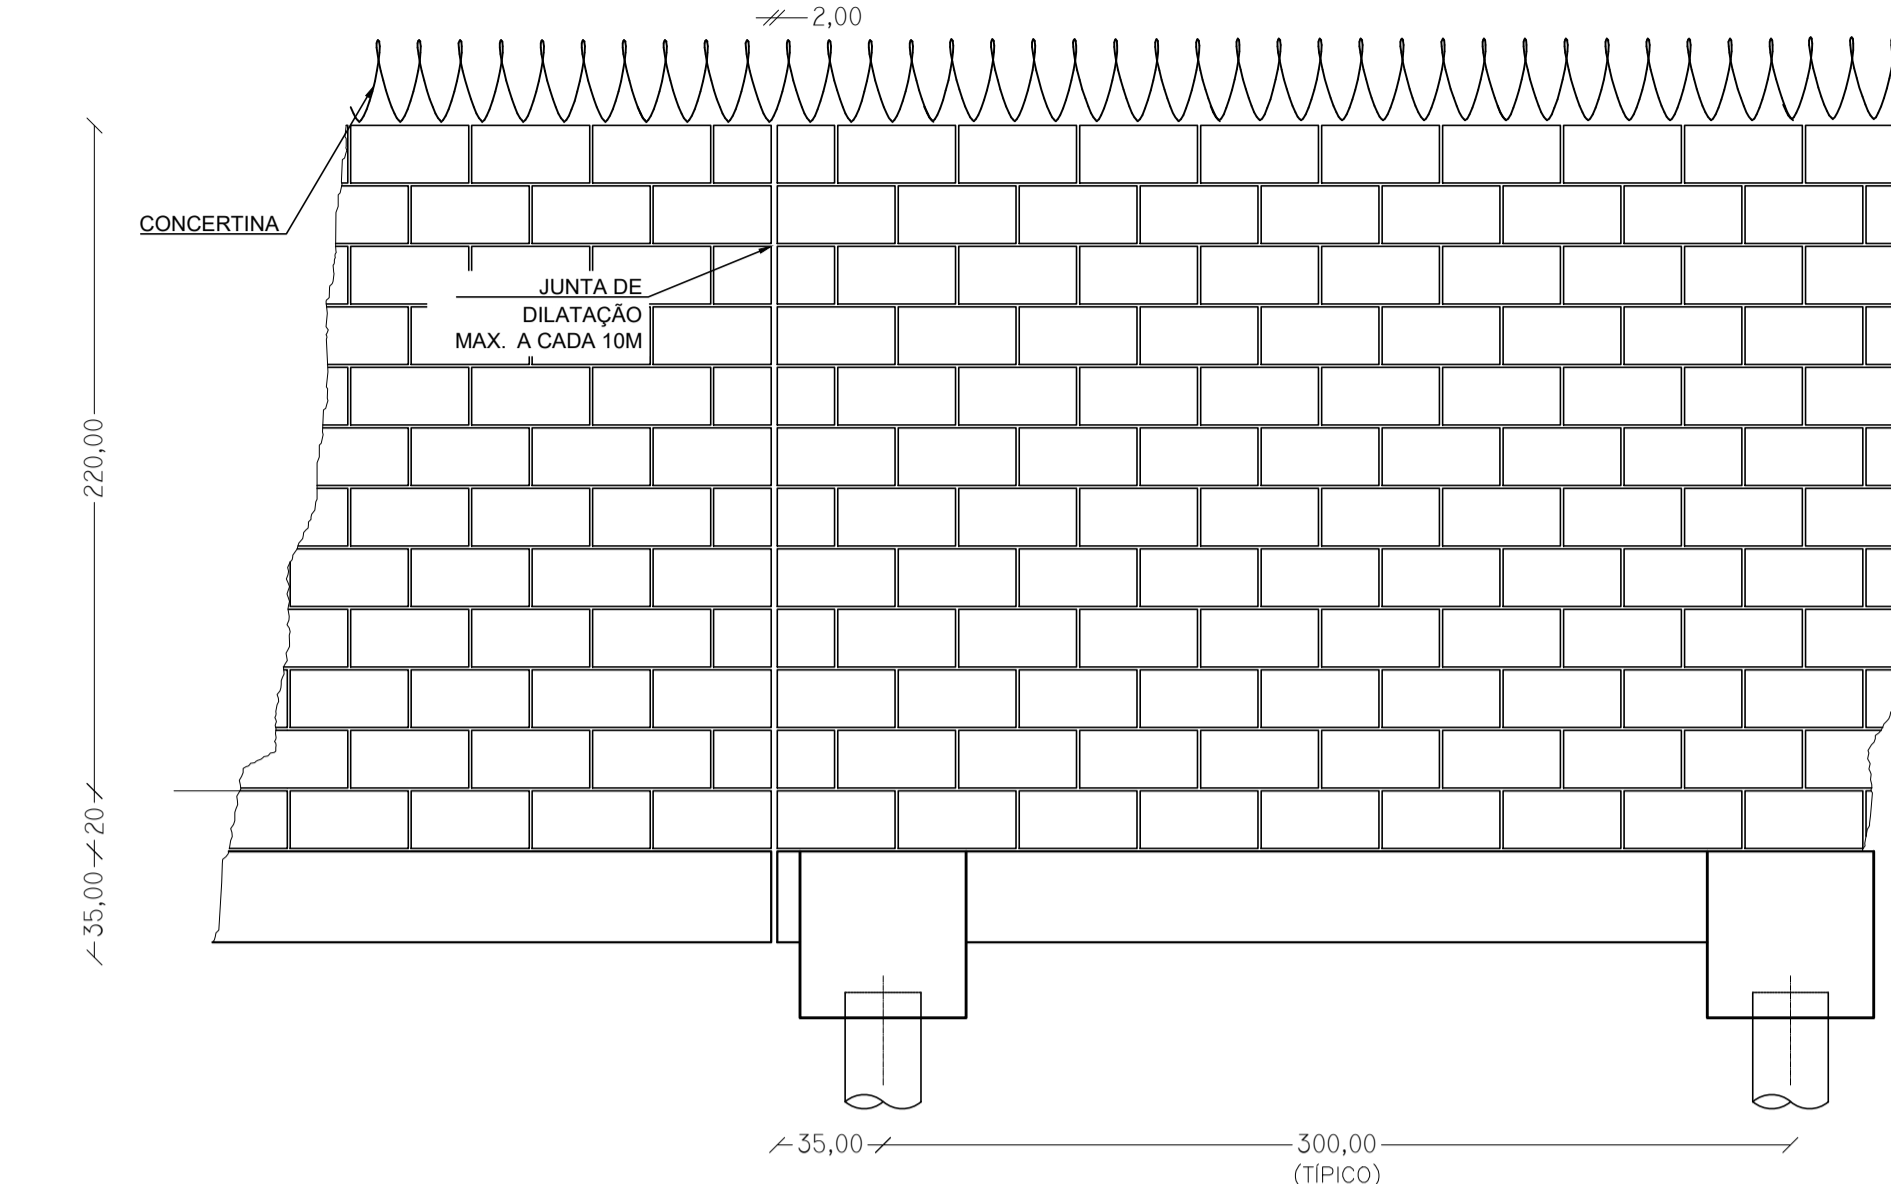 2,00
CONCERTINA
JUNTA DE
DILATAÇÃO
MAX. A CADA 10M
220,00
20
35,00
35,00
300,00
(TÍPICO)